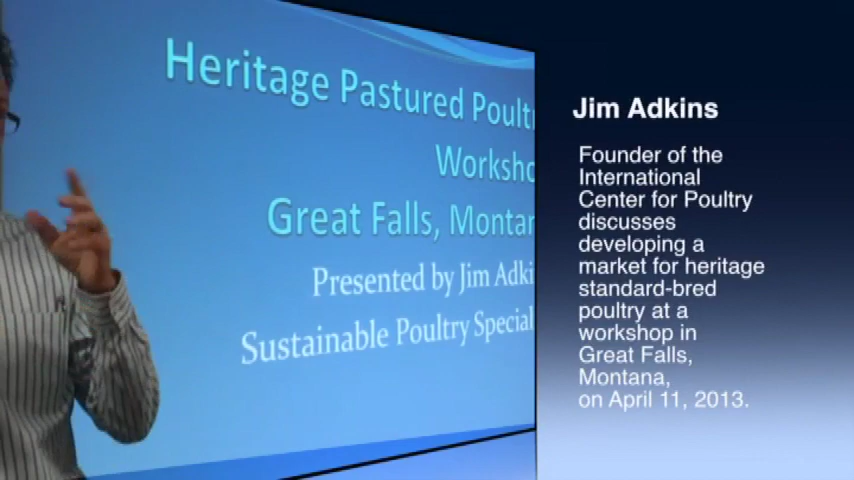 Heritage Pastured Poultr
Worksho
Great Falls, Montan
Presented by Jim Adki
Sustainable Poultry Special
Jim Adkins
Founder of the
International
Center for Poultry
discusses
developing a
market for heritage
standard-bred
poultry at a
workshop in
Great Falls,
Montana,
on April 11, 2013.